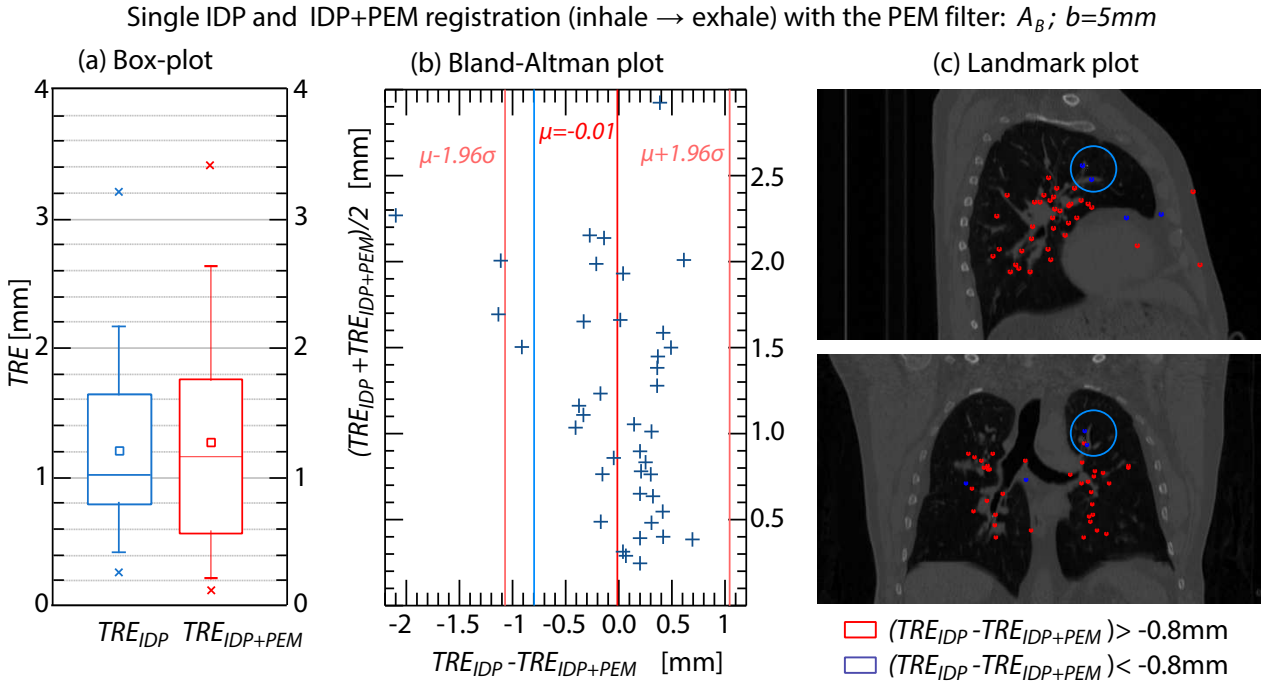 Single IDP and IDP+PEM registration (inhale → exhale) with the PEM filter: A_B ; b=5mm
(a) Box-plot
(b) Bland-Altman plot
(c) Landmark plot
4
3
2
1
0
TRE [mm]
4
3
2
1
0
TRE_IDP
TRE_IDP+PEM
(TRE_IDP + TRE_IDP+PEM)/2 [mm]
μ-1.96σ
μ=-0.01
μ+1.96σ
2.5
2.0
1.5
1.0
0.5
-2
-1.5
-1
-0.5
0.0
0.5
1
TRE_IDP - TRE_IDP+PEM [mm]
(TRE_IDP - TRE_IDP+PEM) > -0.8mm
(TRE_IDP - TRE_IDP+PEM) < -0.8mm